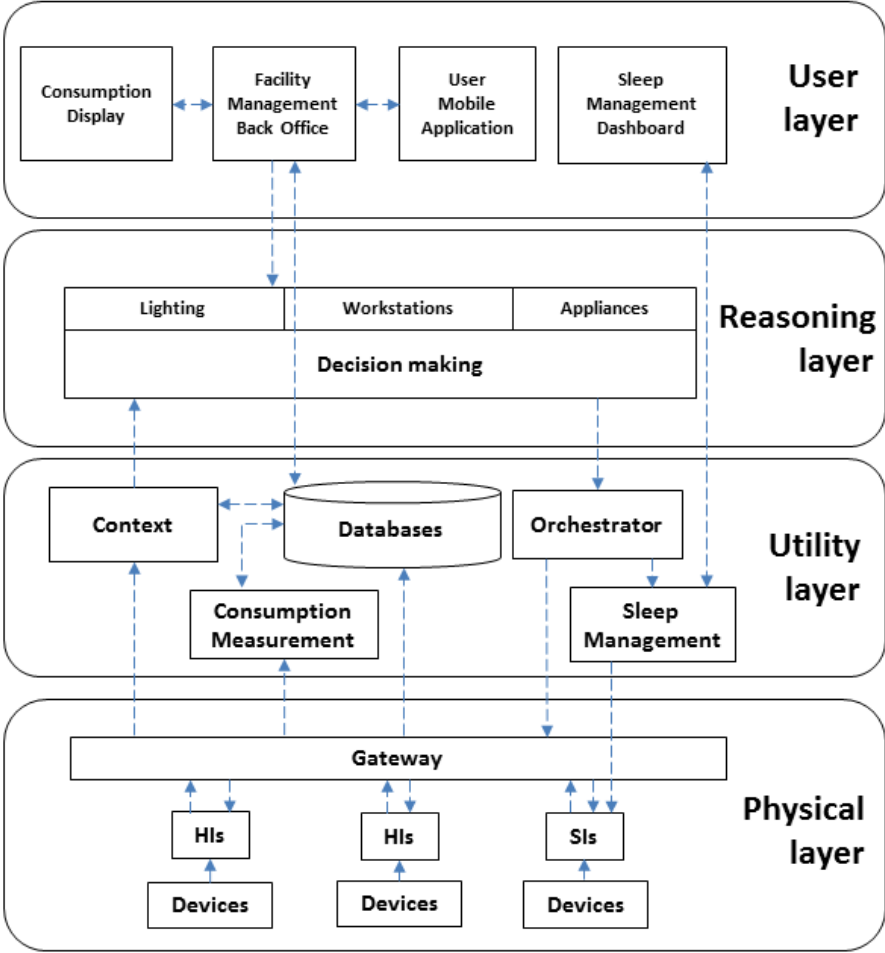 Consumption
Display
Facility
Management
Back Office
User
Mobile
Application
Sleep
Management
Dashboard
User
layer
Lighting
Workstations
Appliances
Decision making
Reasoning
layer
Context
Databases
Orchestrator
Consumption
Measurement
Sleep
Management
Utility
layer
Gateway
HIs
HIs
SIs
Devices
Devices
Devices
Physical
layer